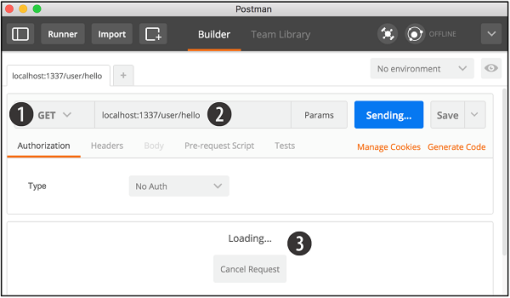 Postman
Runner Import Builder Team Library OFFLINE
localhost:1337/user/hello + No environment
1 GET localhost:1337/user/hello 2 Params Sending... Save
Authorization Headers Body Pre-request Script Tests Manage Cookies Generate Code
Type No Auth
Loading... 3
Cancel Request